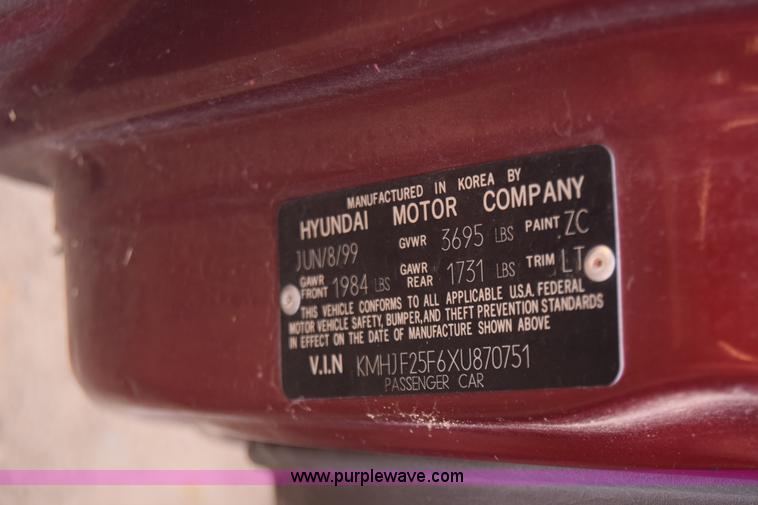 MANUFACTURED IN KOREA BY
HYUNDAI MOTOR COMPANY
JUN/8/99 GVWR 3695 LBS PAINT ZC
GAWR FRONT 1984 LBS GAWR REAR 1731 LBS TRIM LT
THIS VEHICLE CONFORMS TO ALL APPLICABLE U.S.A. FEDERAL
MOTOR VEHICLE SAFETY, BUMPER, AND THEFT PREVENTION STANDARDS
IN EFFECT ON THE DATE OF MANUFACTURE SHOWN ABOVE
V.I.N KMHJF25F6XU870751
PASSENGER CAR
www.purplewave.com